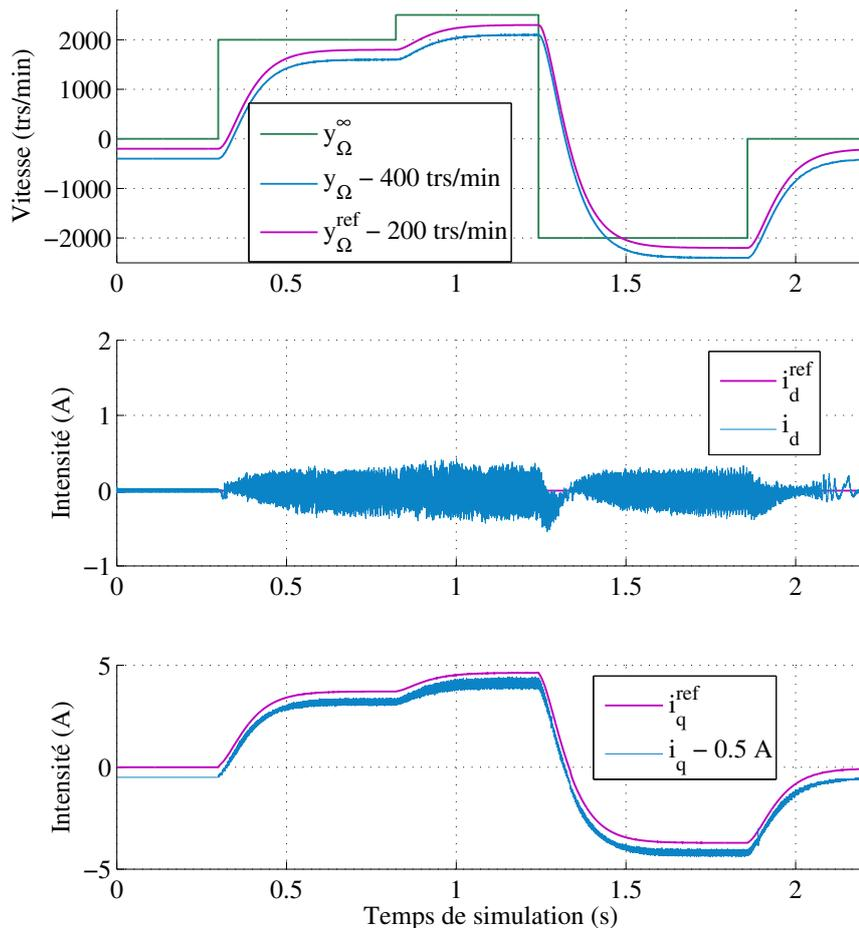 2000
1000
0
−1000
−2000
Vitesse (trs/min)
y_Ω^∞
y_Ω − 400 trs/min
y_Ω^ref − 200 trs/min
0 0.5 1 1.5 2
2
1
0
−1
Intensité (A)
i_d^ref
i_d
0 0.5 1 1.5 2
5
0
−5
Intensité (A)
i_q^ref
i_q − 0.5 A
0 0.5 1 1.5 2
Temps de simulation (s)